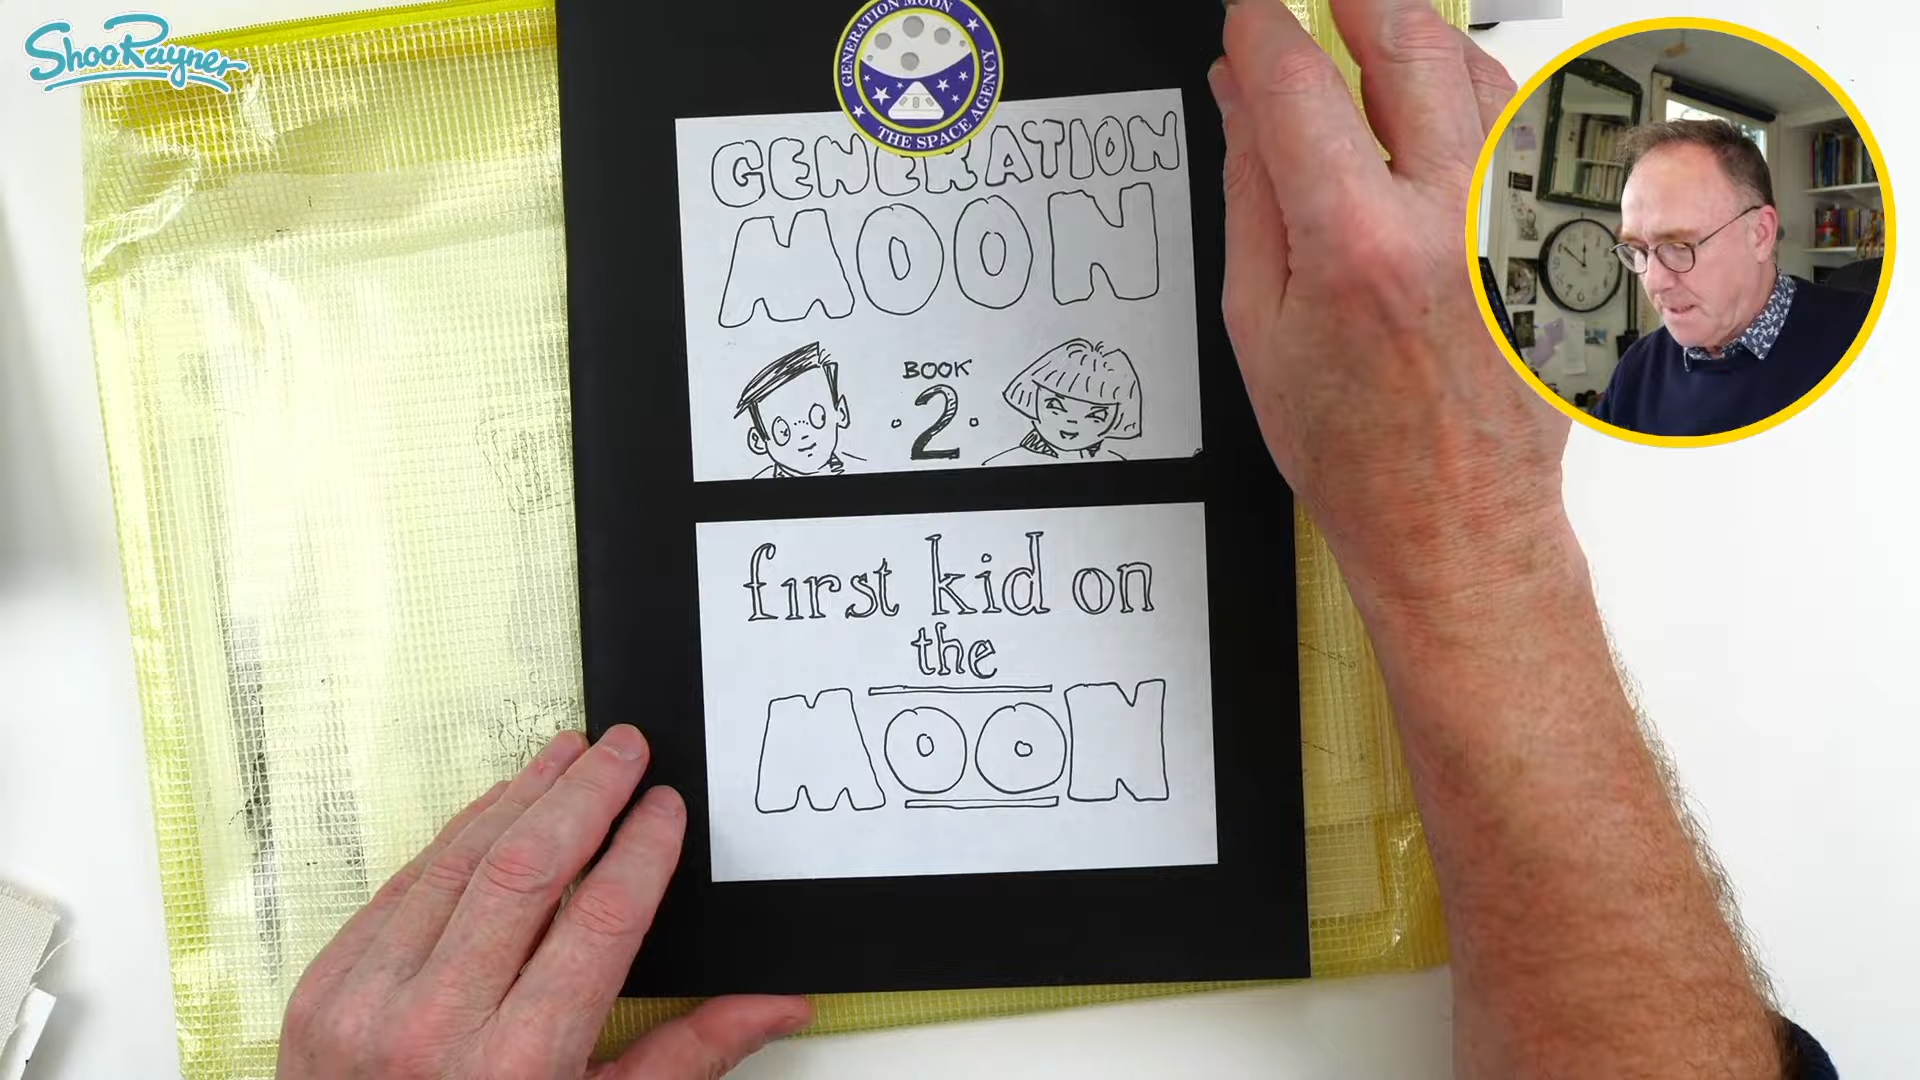 ShooRayner
GENERATION MOON
THE SPACE AGENCY
GENERATION
MOON
BOOK
2
first kid on
the
MOON